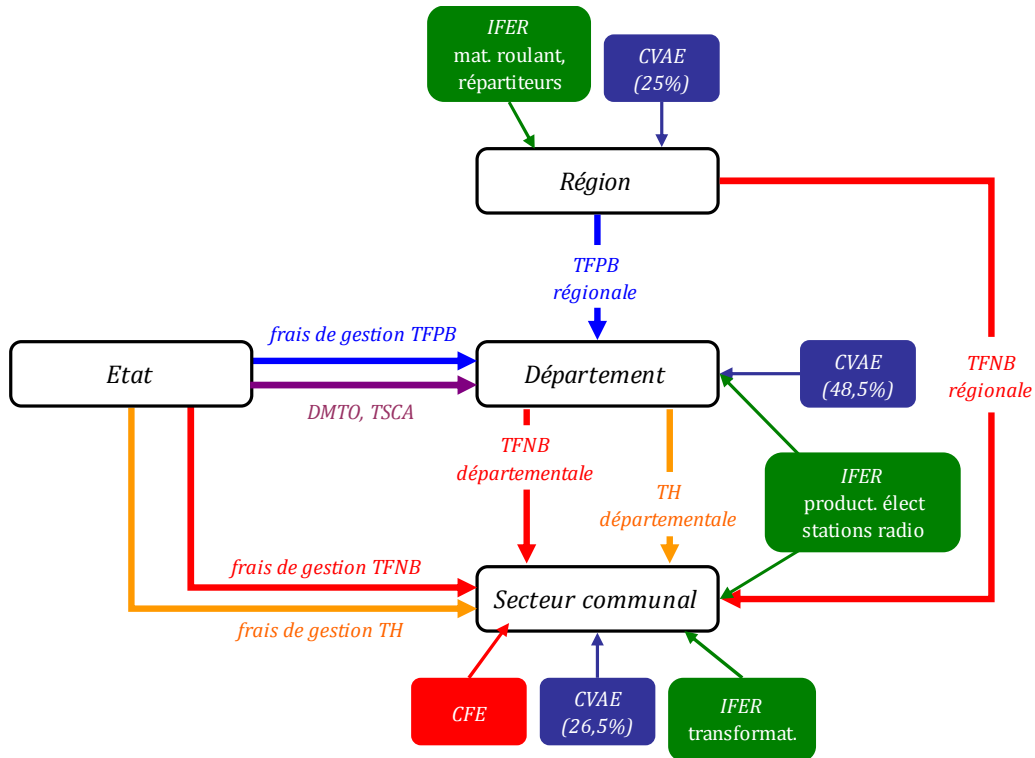 IFER
mat. roulant,
répartiteurs
CVAE
(25%)
Région
TFPB
régionale
frais de gestion TFPB
Etat
Département
CVAE
(48,5%)
TFNB
régionale
DMTO, TSCA
TFNB
départementale
TH
départementale
IFER
product. élect
stations radio
frais de gestion TFNB
Secteur communal
frais de gestion TH
CFE
CVAE
(26,5%)
IFER
transformat.